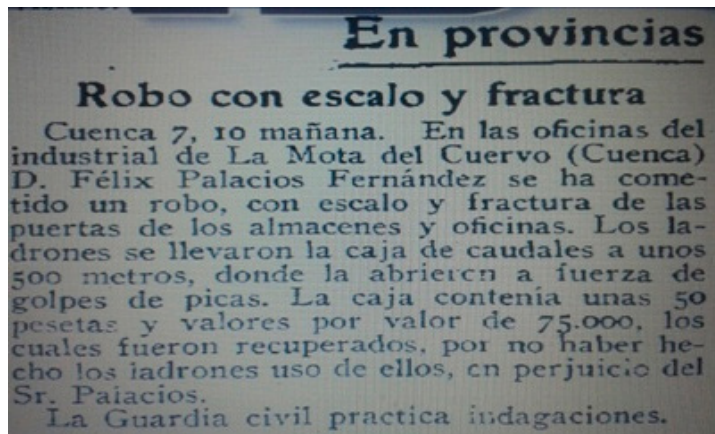 En provincias
Robo con escalo y fractura
Cuenca 7, 10 mañana. En las oficinas del
industrial de La Mota del Cuervo (Cuenca)
D. Félix Palacios Fernández se ha come-
tido un robo, con escalo y fractura de las
puertas de los almacenes y oficinas. Los la-
drones se llevaron la caja de caudales a unos
500 metros, donde la abrieron a fuerza de
golpes de picas. La caja contenía unas 50
pesetas y valores por valor de 75.000, los
cuales fueron recuperados, por no haber he-
cho los ladrones uso de ellos, en perjuicio del
Sr. Palacios.
La Guardia civil practica indagaciones.